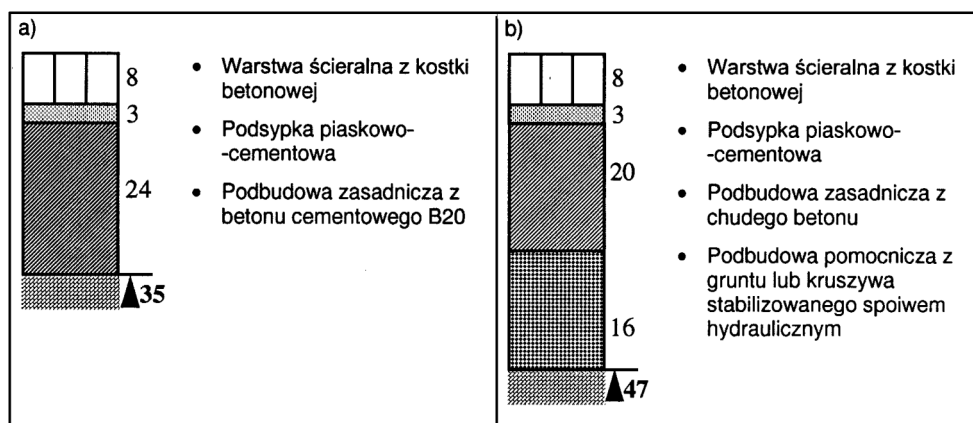 a)
8
3
24
35
• Warstwa ścieralna z kostki
betonowej
• Podsypka piaskowo-
-cementowa
• Podbudowa zasadnicza z
betonu cementowego B20
b)
8
3
20
16
47
• Warstwa ścieralna z kostki
betonowej
• Podsypka piaskowo-
-cementowa
• Podbudowa zasadnicza z
chudego betonu
• Podbudowa pomocnicza z
gruntu lub kruszywa
stabilizowanego spoiwem
hydraulicznym